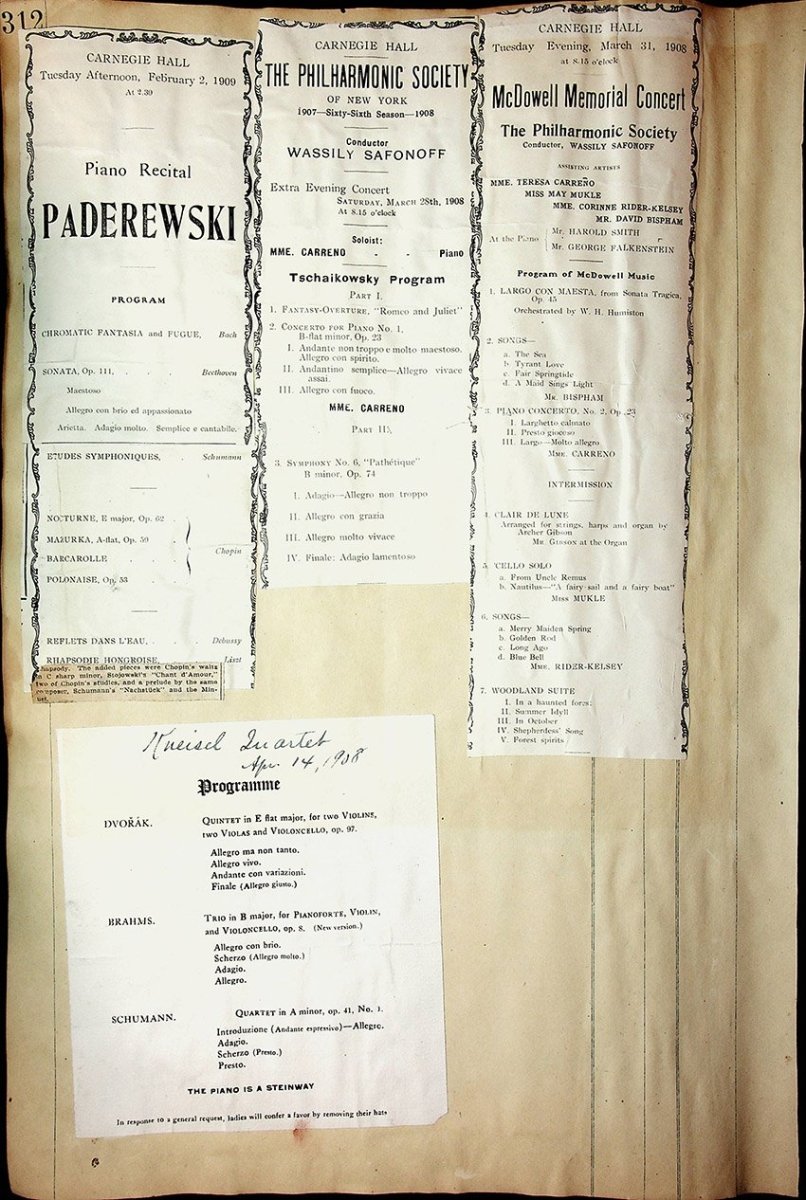 312
CARNEGIE HALL
Tuesday Afternoon, February 2, 1909
At 2.30
Piano Recital
PADEREWSKI
PROGRAM
CHROMATIC FANTASIA and FUGUE, Bach
SONATA, Op. 111, . . . . Beethoven
Maestoso
Allegro con brio ed appassionato
Arietta. Adagio molto. Semplice e cantabile.
ETUDES SYMPHONIQUES, . Schumann
NOCTURNE, E major, Op. 62 .
MAZURKA, A-flat, Op. 59 .
BARCAROLLE . . Chopin
POLONAISE, Op. 53 .
REFLETS DANS L'EAU, . . . Debussy
RHAPSODIE HONGROISE, . . Liszt
rhapsody. The added pieces were Chopin's waltz
in C sharp minor, Stojowski's "Chant d'Amour,"
two of Chopin's studies, and a prelude by the same
composer, Schumann's "Nachstück" and the Min-
uet.
CARNEGIE HALL
THE PHILHARMONIC SOCIETY
OF NEW YORK
1907—Sixty-Sixth Season—1908
Conductor
WASSILY SAFONOFF
Extra Evening Concert
SATURDAY, MARCH 28th, 1908
At 8.15 o'clock
Soloist:
MME. CARRENO - - Piano
Tschaikowsky Program
PART I.
1. FANTASY-OVERTURE, "Romeo and Juliet"
2. CONCERTO FOR PIANO No. 1,
B-flat minor, Op. 23
I. Andante non troppo e molto maestoso.
Allegro con spirito.
II. Andantino semplice—Allegro vivace
assai.
III. Allegro con fuoco.
MME. CARRENO
PART II.
3. SYMPHONY No. 6, "Pathétique"
B minor, Op. 74
I. Adagio—Allegro non troppo
II. Allegro con grazia
III. Allegro molto vivace
IV. Finale: Adagio lamentoso
CARNEGIE HALL
Tuesday Evening, March 31, 1908
at 8.15 o'clock
McDowell Memorial Concert
The Philharmonic Society
Conductor, WASSILY SAFONOFF
ASSISTING ARTISTS
MME. TERESA CARREÑO
MISS MAY MUKLE
MME. CORINNE RIDER-KELSEY
MR. DAVID BISPHAM
At the Piano
Mr. HAROLD SMITH
Mr. GEORGE FALKENSTEIN
Program of McDowell Music
1. LARGO CON MAESTA, from Sonata Tragica,
Op. 45
Orchestrated by W. H. Humiston
2. SONGS—
a. The Sea
b. Tyrant Love
c. Fair Springtide
d. A Maid Sings Light
MR. BISPHAM
3. PIANO CONCERTO, No. 2, Op. 23
I. Larghetto calmato
II. Presto giocoso
III. Largo—Molto allegro
MME. CARRENO
INTERMISSION
4. CLAIR DE LUNE
Arranged for strings, harps and organ by
Archer Gibson
MR. GIBSON at the Organ
5. 'CELLO SOLO
a. From Uncle Remus
b. Nautilus—"A fairy sail and a fairy boat"
MISS MUKLE
6. SONGS—
a. Merry Maiden Spring
b. Golden Rod
c. Long Ago
d. Blue Bell
MME. RIDER-KELSEY
7. WOODLAND SUITE
I. In a haunted forest
II. Summer Idyll
III. In October
IV. Shepherdess' Song
V. Forest spirits
Kneisel Quartet
Apr. 14, 1908
Programme
DVOŘÁK. QUINTET in E flat major, for two VIOLINS,
two VIOLAS and VIOLONCELLO, op. 97.
Allegro ma non tanto.
Allegro vivo.
Andante con variazioni.
Finale (Allegro giusto.)
BRAHMS. TRIO in B major, for PIANOFORTE, VIOLIN,
and VIOLONCELLO, op. 8. (New version.)
Allegro con brio.
Scherzo (Allegro molto.)
Adagio.
Allegro.
SCHUMANN. QUARTET in A minor, op. 41, No. 1.
Introduzione (Andante espressivo)—Allegro.
Adagio.
Scherzo (Presto.)
Presto.
THE PIANO IS A STEINWAY
In response to a general request, ladies will confer a favor by removing their hats